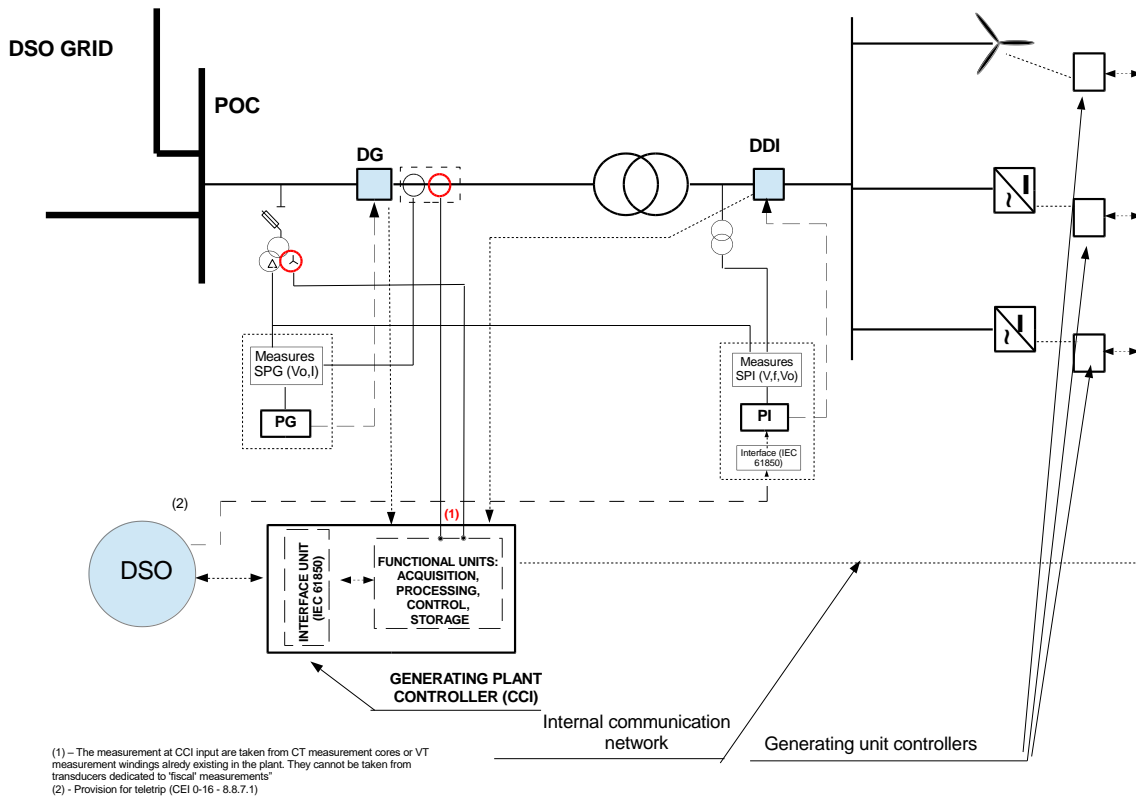 DSO GRID
POC
DG
DDI
Measures
SPG (Vo,I)
PG
Measures
SPI (V,f,Vo)
PI
Interface (IEC
61850)
(2)
(1)
DSO
INTERFACE UNIT
(IEC 61850)
FUNCTIONAL UNITS:
ACQUISITION,
PROCESSING,
CONTROL,
STORAGE
GENERATING PLANT
CONTROLLER (CCI)
Internal communication
network
Generating unit controllers
(1) – The measurement at CCI input are taken from CT measurement cores or VT
measurement windings alredy existing in the plant. They cannot be taken from
transducers dedicated to 'fiscal' measurements"
(2) - Provision for teletrip (CEI 0-16 - 8.8.7.1)